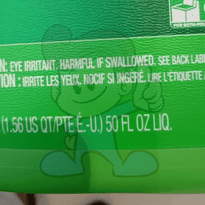 N: EYE IRRITANT. HARMFUL IF SWALLOWED. SEE BACK LABE
TION : IRRITE LES YEUX. NOCIF SI INGÉRÉ. LIRE L'ÉTIQUETTE
(1.56 US QT/PTE É.-U.) 50 FL OZ LIQ.